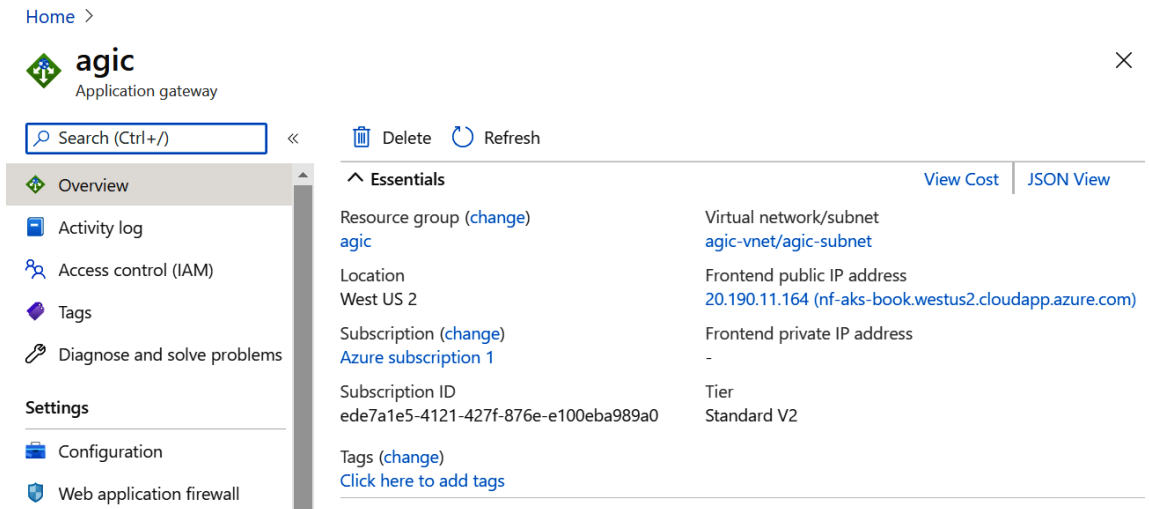 Home >
agic
Application gateway
Search (Ctrl+/)
«
Delete
Refresh
Overview
Activity log
Access control (IAM)
Tags
Diagnose and solve problems
Settings
Configuration
Web application firewall
Essentials
View Cost
JSON View
Resource group (change)
agic
Location
West US 2
Subscription (change)
Azure subscription 1
Subscription ID
ede7a1e5-4121-427f-876e-e100eba989a0
Virtual network/subnet
agic-vnet/agic-subnet
Frontend public IP address
20.190.11.164 (nf-aks-book.westus2.cloudapp.azure.com)
Frontend private IP address
-
Tier
Standard V2
Tags (change)
Click here to add tags